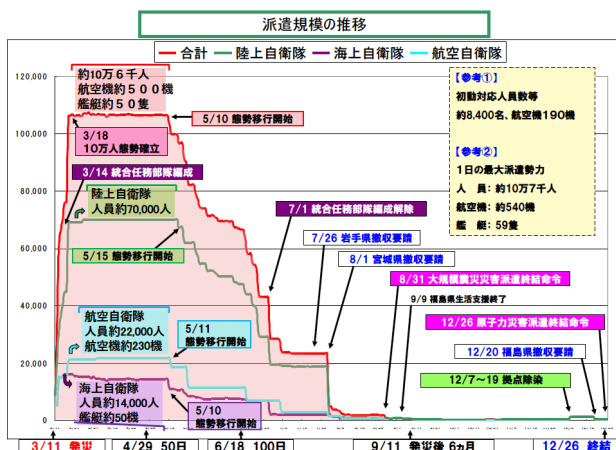 派遣規模の推移
合計 陸上自衛隊 海上自衛隊 航空自衛隊
120,000
100,000
80,000
60,000
40,000
20,000
0
約10万6千人
航空機約500機
艦艇約50隻
3/18
10万人態勢確立
5/10 態勢移行開始
3/14 統合任務部隊編成
陸上自衛隊
人員約70,000人
5/15 態勢移行開始
航空自衛隊
人員約22,000人
航空機約230機
5/11
態勢移行開始
海上自衛隊
人員約14,000人
艦艇約50機
5/10
態勢移行開始
7/1 統合任務部隊編成解除
7/26 岩手県撤収要請
8/1 宮城県撤収要請
8/31 大規模震災災害派遣終結命令
9/9 福島県生活支援終了
12/26 原子力災害派遣終結命令
12/20 福島県撤収要請
12/7～19 拠点除染
【参考①】
初動対応人員数等
約8,400名、航空機190機
【参考②】
1日の最大派遣勢力
人 員：約10万7千人
航空機：約540機
艦 艇：59隻
3/11 発災
4/29 50日
6/18 100日
9/11 発災後 6ヵ月
12/26 終結